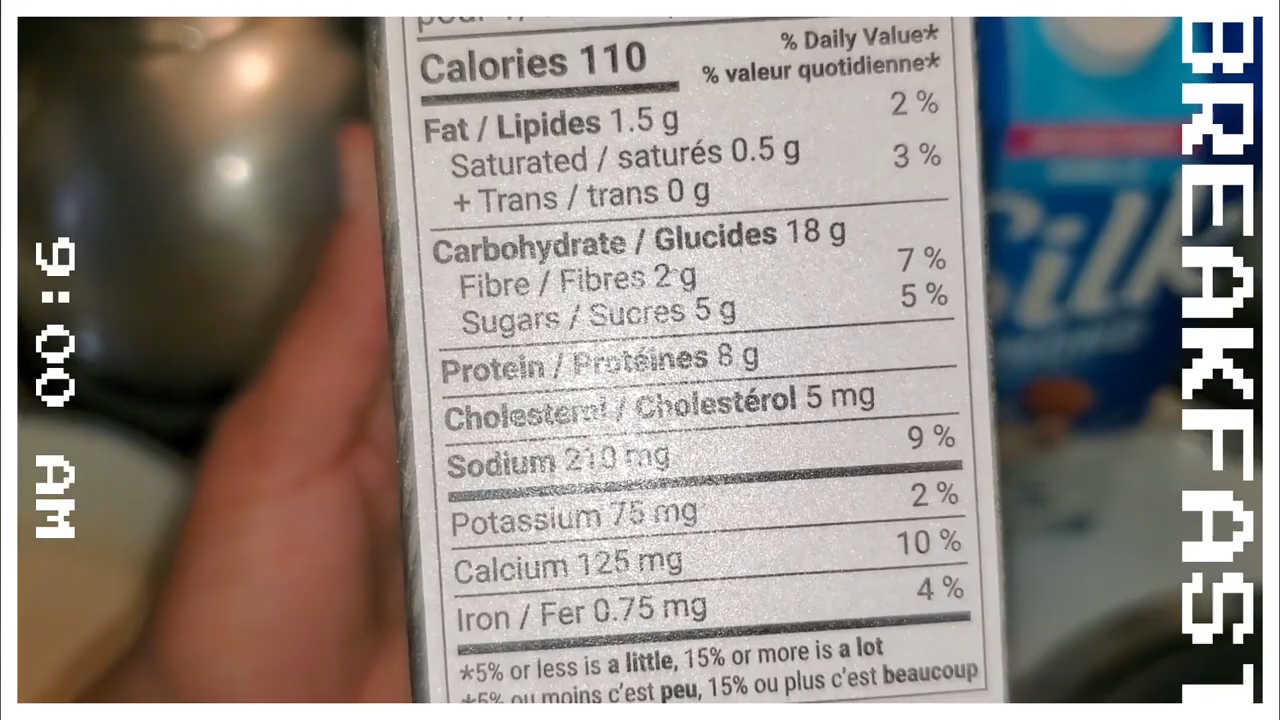 Calories 110
% Daily Value*
% valeur quotidienne*
Fat / Lipides 1.5 g 2 %
Saturated / saturés 0.5 g 3 %
+ Trans / trans 0 g
Carbohydrate / Glucides 18 g
Fibre / Fibres 2 g 7 %
Sugars / Sucres 5 g 5 %
Protein / Protéines 8 g
Cholesterol / Cholestérol 5 mg
Sodium 210 mg 9 %
Potassium 75 mg 2 %
Calcium 125 mg 10 %
Iron / Fer 0.75 mg 4 %
*5% or less is a little, 15% or more is a lot
*5% ou moins c'est peu, 15% ou plus c'est beaucoup
Silk
9:00 AM
BREAKFAST